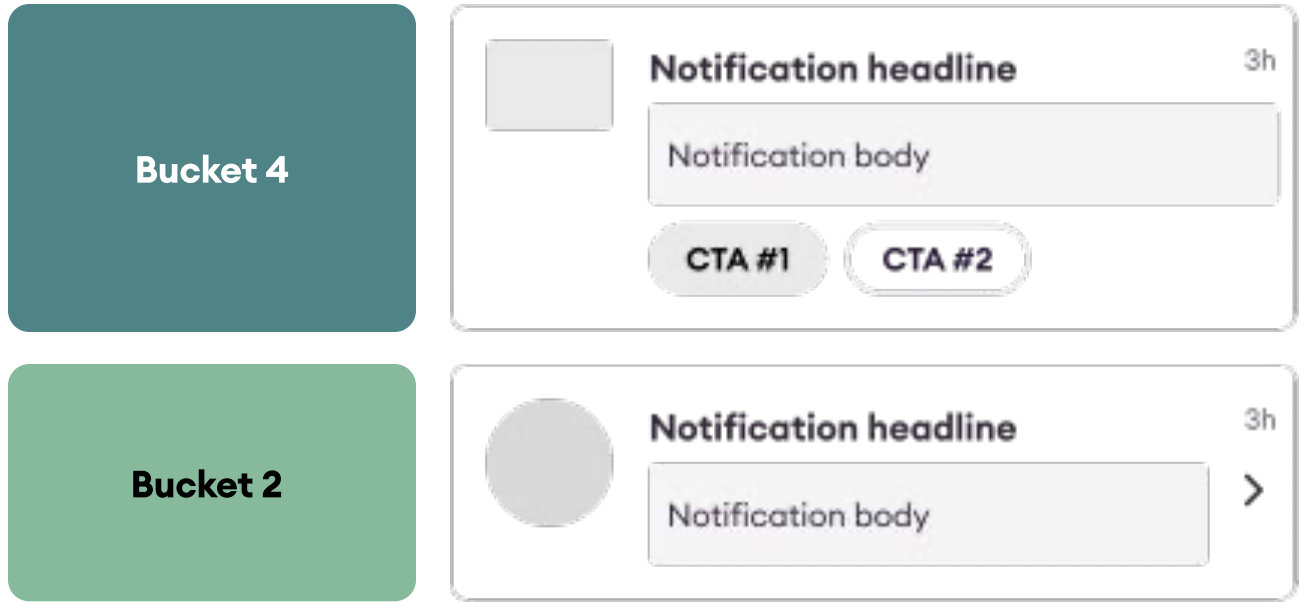 Bucket 4
Notification headline
3h
Notification body
CTA #1
CTA #2
Bucket 2
Notification headline
3h
Notification body